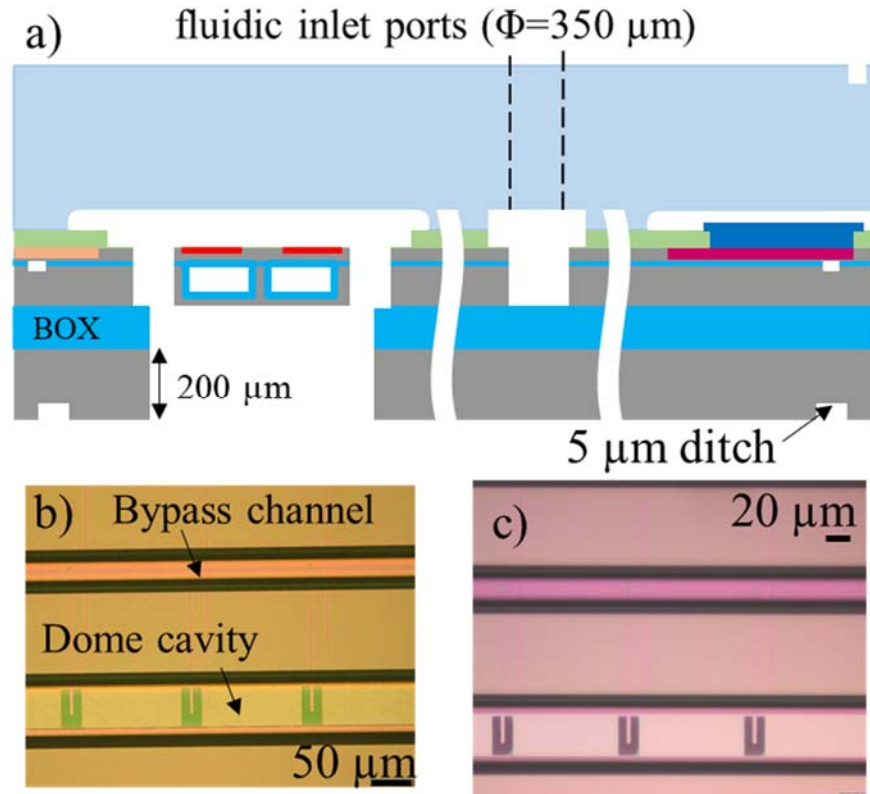 a)
fluidic inlet ports (Φ=350 µm)
BOX
200 µm
5 µm ditch
b)
Bypass channel
Dome cavity
50 µm
c)
20 µm